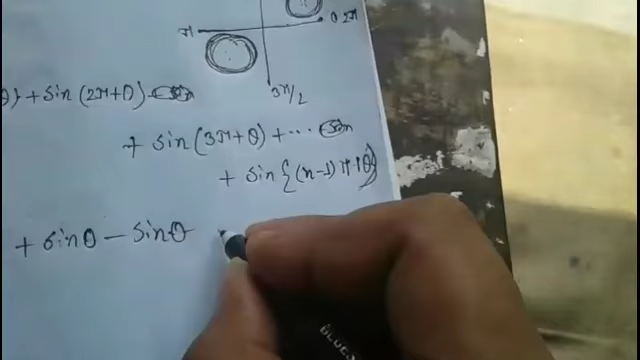 π 0 2π
3π/2
θ) + sin (2π+θ)
+ sin (3π+θ) + ...
+ sin {(n-1)π+θ}
+ sinθ - sinθ